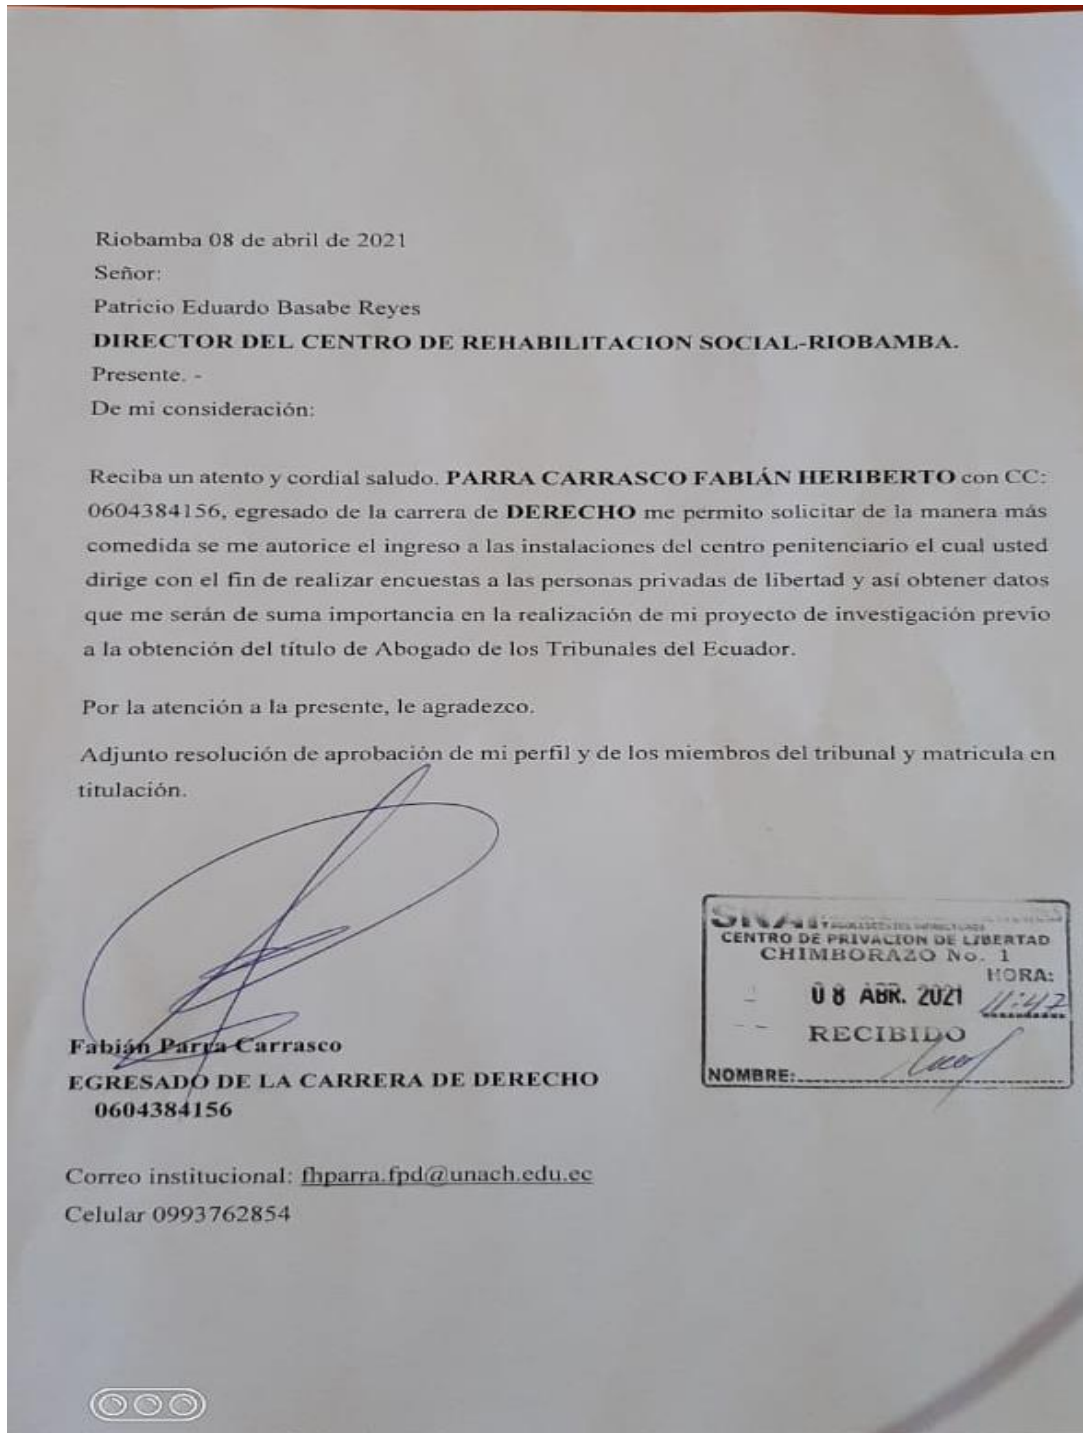 Riobamba 08 de abril de 2021
Señor:
Patricio Eduardo Basabe Reyes
DIRECTOR DEL CENTRO DE REHABILITACION SOCIAL-RIOBAMBA.
Presente. -
De mi consideración:
Reciba un atento y cordial saludo. PARRA CARRASCO FABIÁN HERIBERTO con CC:
0604384156, egresado de la carrera de DERECHO me permito solicitar de la manera más
comedida se me autorice el ingreso a las instalaciones del centro penitenciario el cual usted
dirige con el fin de realizar encuestas a las personas privadas de libertad y así obtener datos
que me serán de suma importancia en la realización de mi proyecto de investigación previo
a la obtención del título de Abogado de los Tribunales del Ecuador.
Por la atención a la presente, le agradezco.
Adjunto resolución de aprobación de mi perfil y de los miembros del tribunal y matricula en
titulación.
SNAI
CENTRO DE PRIVACION DE LIBERTAD
CHIMBORAZO No. 1
HORA:
08 ABR. 2021 11:47
RECIBIDO
NOMBRE:
Fabián Parra Carrasco
EGRESADO DE LA CARRERA DE DERECHO
0604384156
Correo institucional: fhparra.fpd@unach.edu.ec
Celular 0993762854